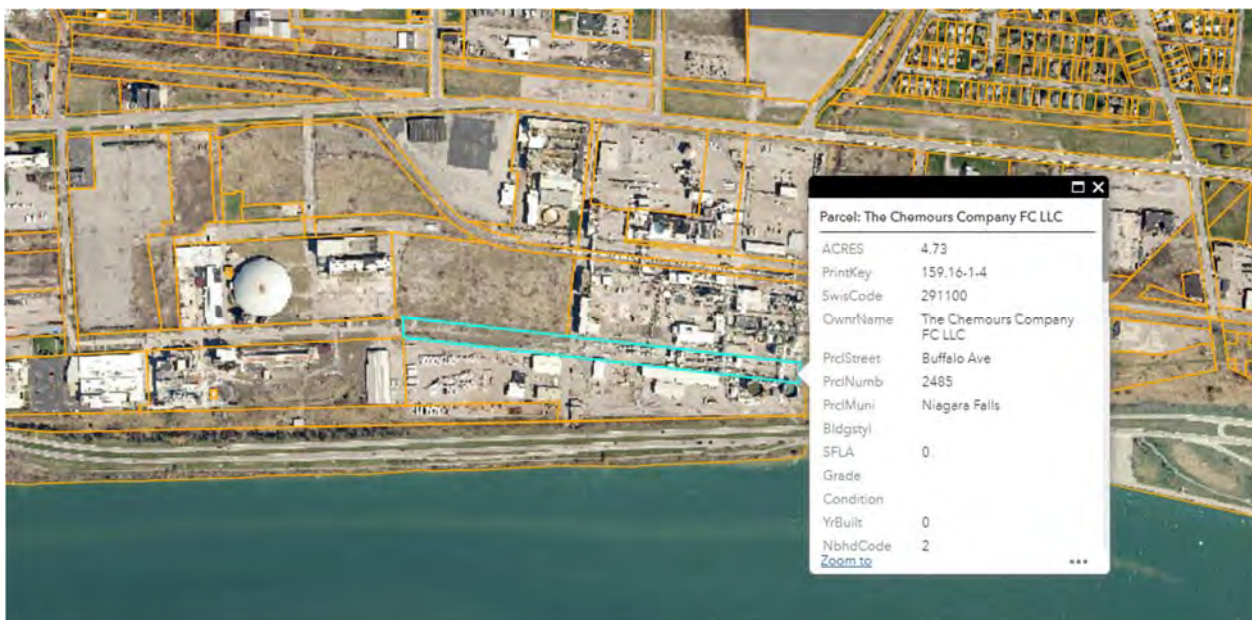 Parcel: The Chemours Company FC LLC
ACRES 4.73
PrintKey 159.16-1-4
SwisCode 291100
OwnrName The Chemours Company
FC LLC
PrclStreet Buffalo Ave
PrclNumb 2485
PrclMuni Niagara Falls
Bldgstyl
SFLA 0
Grade
Condition
YrBuilt 0
NbhdCode 2
Zoom to